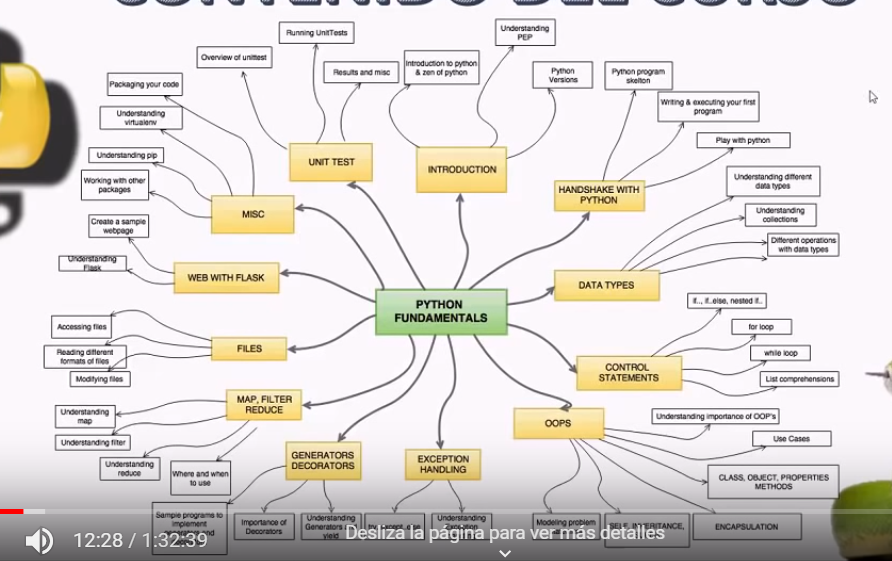 CONTENIDO DEL CURSO
Understanding
PEP
Running UnitTests
Overview of unittest
Results and misc
Introduction to python
& zen of python
Python
Versions
Python program
skelton
Packaging your code
Writing & executing your first
program
Understanding
virtualenv
Play with python
UNIT TEST
INTRODUCTION
Understanding pip
HANDSHAKE WITH
PYTHON
Understanding different
data types
Working with other
packages
MISC
Understanding
collections
Create a sample
webpage
Different operations
with data types
Understanding
Flask
WEB WITH FLASK
DATA TYPES
PYTHON
FUNDAMENTALS
if.., if..else, nested if..
Accessing files
for loop
FILES
while loop
Reading different
formats of files
Modifying files
CONTROL
STATEMENTS
List comprehensions
MAP, FILTER
REDUCE
Understanding
map
Understanding importance of OOP's
OOPS
Understanding filter
Use Cases
Understanding
reduce
GENERATORS
DECORATORS
EXCEPTION
HANDLING
Where and when
to use
CLASS, OBJECT, PROPERTIES
METHODS
Sample programs to
implement
Importance of
Decorators
Understanding
Generators
yield
Understanding
Modeling problem
SELF, INHERITANCE,
ENCAPSULATION
12:28 / 1:32:39
Desliza la página para ver más detalles